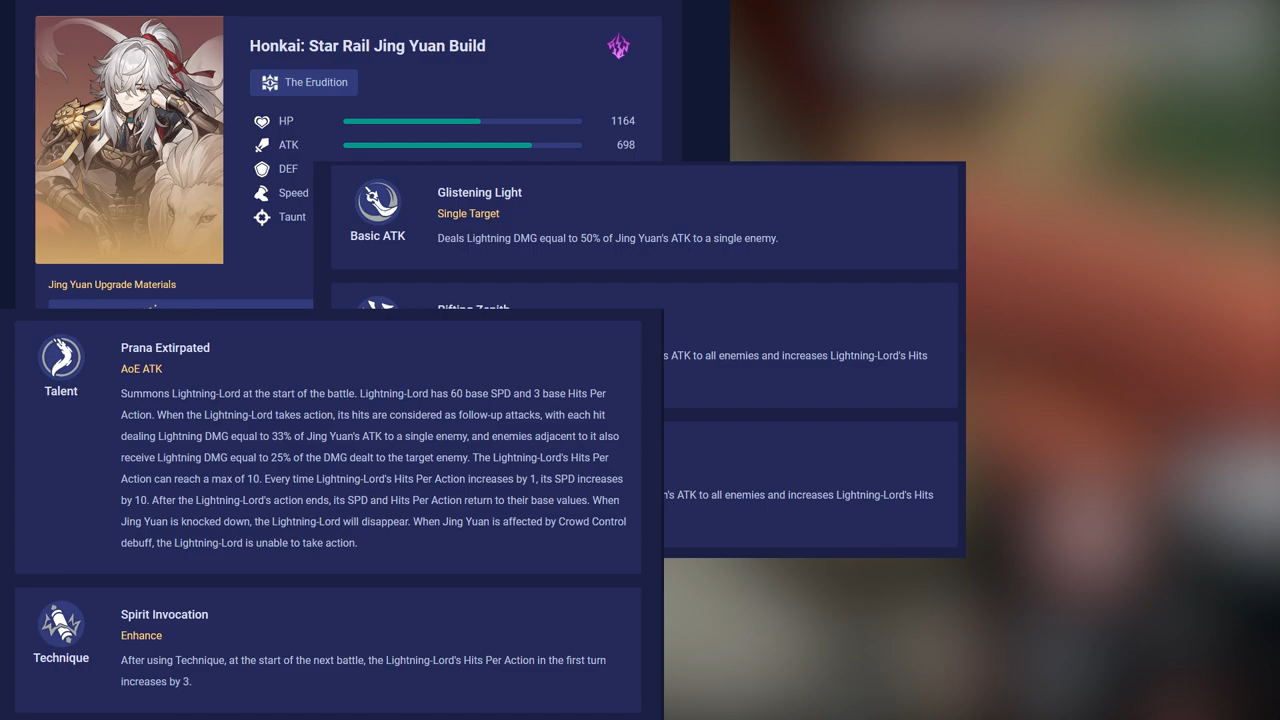 Honkai: Star Rail Jing Yuan Build
The Erudition
HP 1164
ATK 698
DEF
Speed
Taunt
Jing Yuan Upgrade Materials
Glistening Light
Single Target
Basic ATK
Deals Lightning DMG equal to 50% of Jing Yuan's ATK to a single enemy.
Rifting Zenith
s ATK to all enemies and increases Lightning-Lord's Hits
n's ATK to all enemies and increases Lightning-Lord's Hits
Prana Extirpated
AoE ATK
Talent
Summons Lightning-Lord at the start of the battle. Lightning-Lord has 60 base SPD and 3 base Hits Per
Action. When the Lightning-Lord takes action, its hits are considered as follow-up attacks, with each hit
dealing Lightning DMG equal to 33% of Jing Yuan's ATK to a single enemy, and enemies adjacent to it also
receive Lightning DMG equal to 25% of the DMG dealt to the target enemy. The Lightning-Lord's Hits Per
Action can reach a max of 10. Every time Lightning-Lord's Hits Per Action increases by 1, its SPD increases
by 10. After the Lightning-Lord's action ends, its SPD and Hits Per Action return to their base values. When
Jing Yuan is knocked down, the Lightning-Lord will disappear. When Jing Yuan is affected by Crowd Control
debuff, the Lightning-Lord is unable to take action.
Spirit Invocation
Enhance
Technique
After using Technique, at the start of the next battle, the Lightning-Lord's Hits Per Action in the first turn
increases by 3.